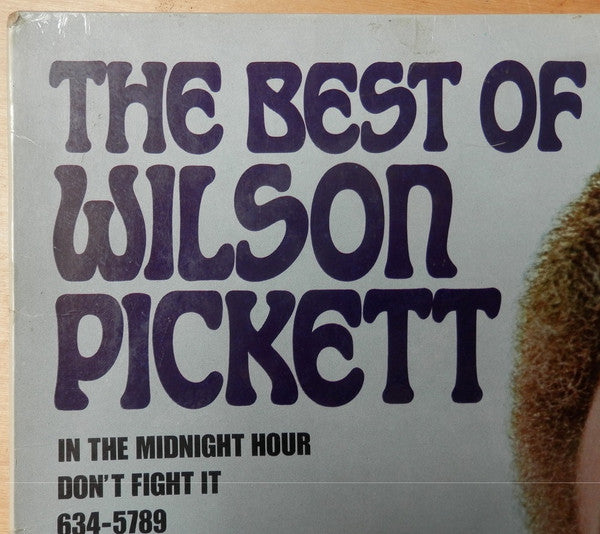 THE BEST OF
WILSON
PICKETT
IN THE MIDNIGHT HOUR
DON'T FIGHT IT
634-5789